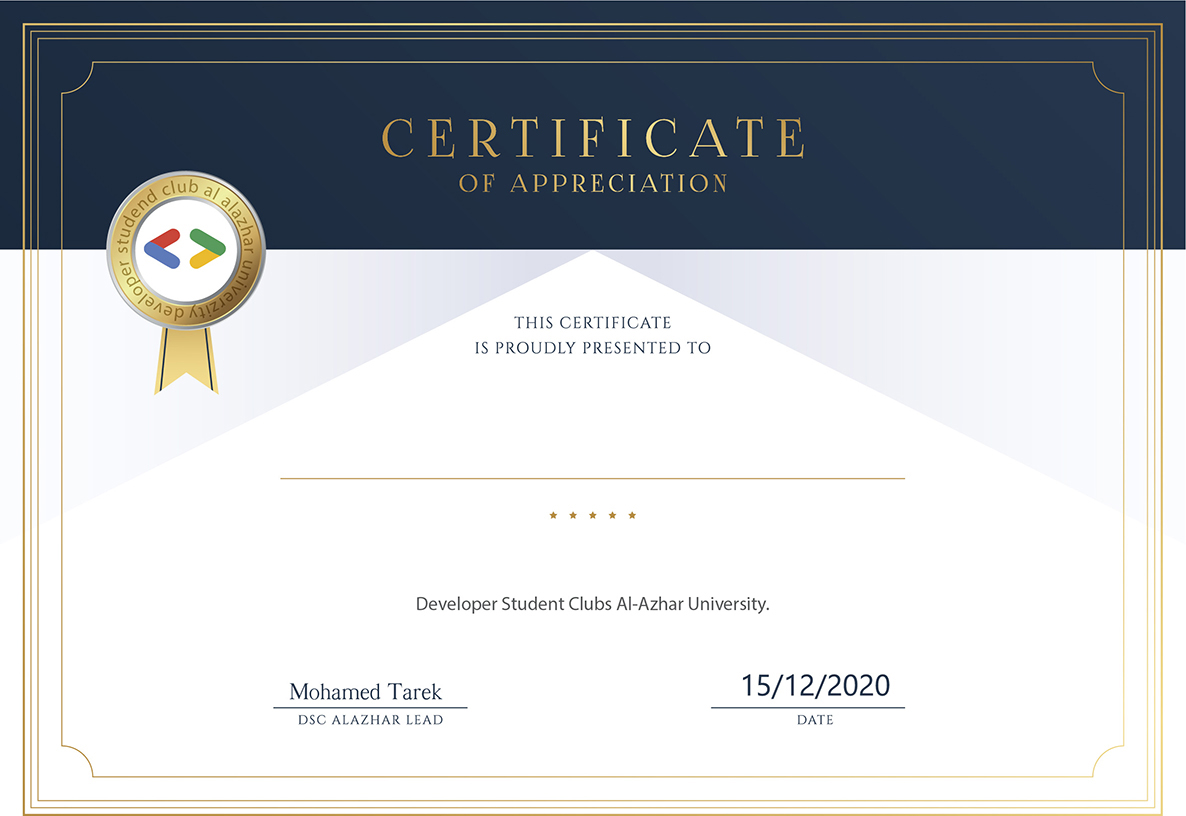 CERTIFICATE
OF APPRECIATION
developer studend club al alazhar univerzity
THIS CERTIFICATE
IS PROUDLY PRESENTED TO
Developer Student Clubs Al-Azhar University.
Mohamed Tarek
DSC ALAZHAR LEAD
15/12/2020
DATE